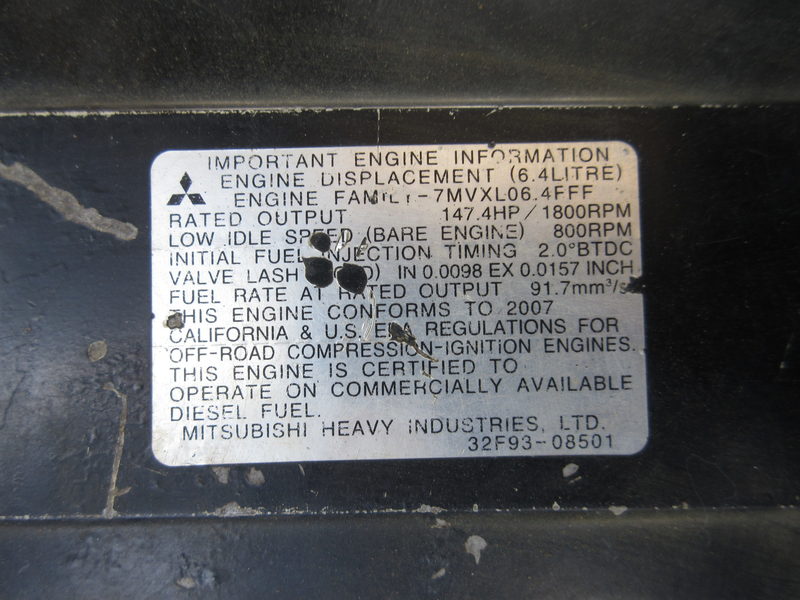 IMPORTANT ENGINE INFORMATION
ENGINE DISPLACEMENT (6.4LITRE)
ENGINE FAMILY-7MVXL06.4FFF
RATED OUTPUT 147.4HP/1800RPM
LOW IDLE SPEED (BARE ENGINE) 800RPM
INITIAL FUEL INJECTION TIMING 2.0°BTDC
VALVE LASH IN 0.0098 EX 0.0157 INCH
FUEL RATE AT RATED OUTPUT 91.7mm³/s
THIS ENGINE CONFORMS TO 2007
CALIFORNIA & U.S. EPA REGULATIONS FOR
OFF-ROAD COMPRESSION-IGNITION ENGINES.
THIS ENGINE IS CERTIFIED TO
OPERATE ON COMMERCIALLY AVAILABLE
DIESEL FUEL.
MITSUBISHI HEAVY INDUSTRIES, LTD.
32F93-08501